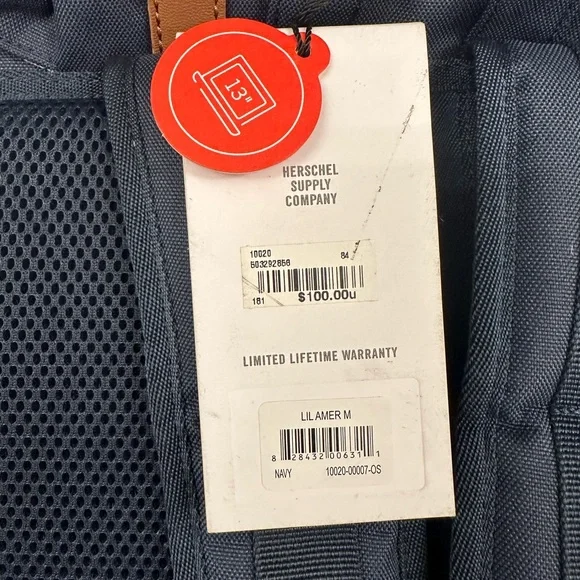 13"
HERSCHEL
SUPPLY
COMPANY
10020 84
503292856
181 $100.00u
LIMITED LIFETIME WARRANTY
LIL AMER M
8 28432 00631 1
NAVY 10020-00007-OS